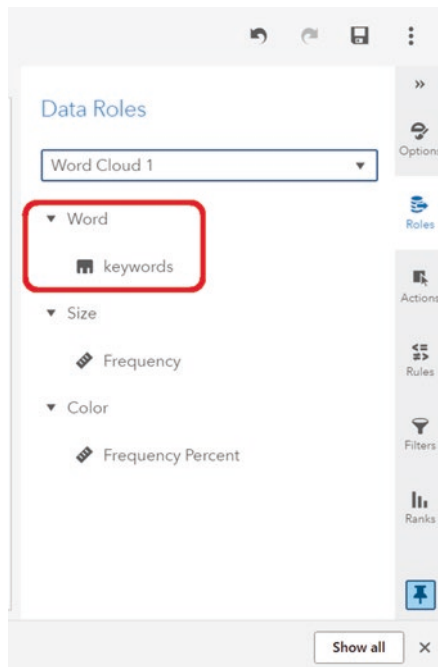 Data Roles
Word Cloud 1
Word
keywords
Size
Frequency
Color
Frequency Percent
Options
Roles
Actions
Rules
Filters
Ranks
Show all